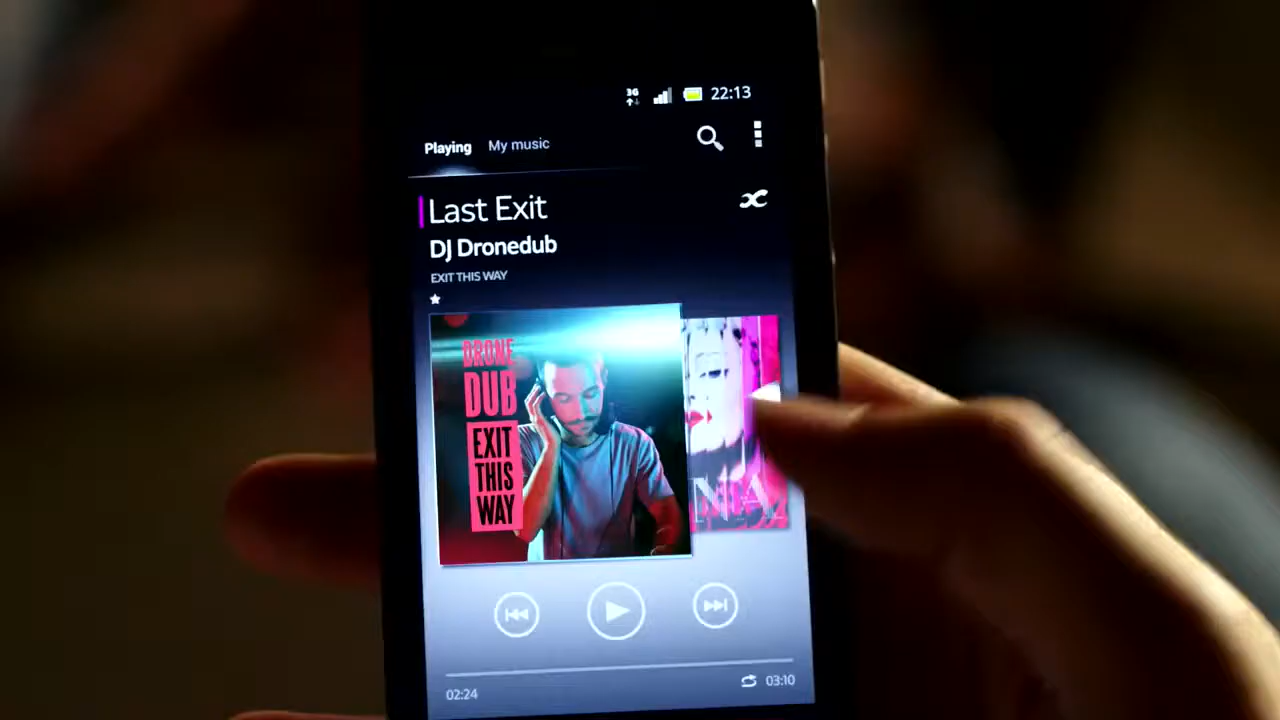 3G
22:13
Playing
My music
Last Exit
DJ Dronedub
EXIT THIS WAY
DRONE
DUB
EXIT
THIS
WAY
02:24
03:10